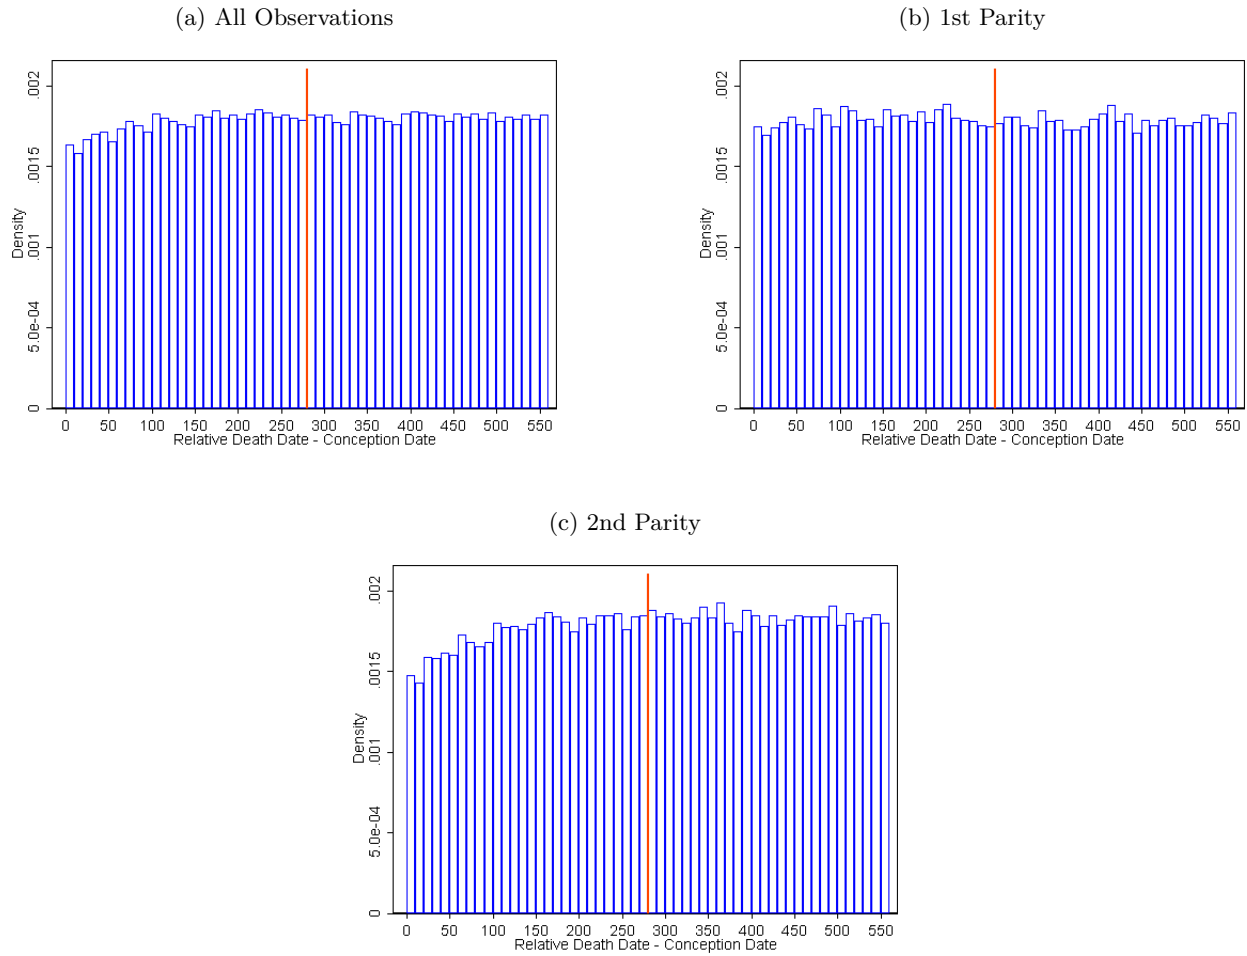 (a) All Observations
Density
0
5.0e-04
.001
.0015
.002
0 50 100 150 200 250 300 350 400 450 500 550
Relative Death Date - Conception Date
(b) 1st Parity
Density
0
5.0e-04
.001
.0015
.002
0 50 100 150 200 250 300 350 400 450 500 550
Relative Death Date - Conception Date
(c) 2nd Parity
Density
0
5.0e-04
.001
.0015
.002
0 50 100 150 200 250 300 350 400 450 500 550
Relative Death Date - Conception Date